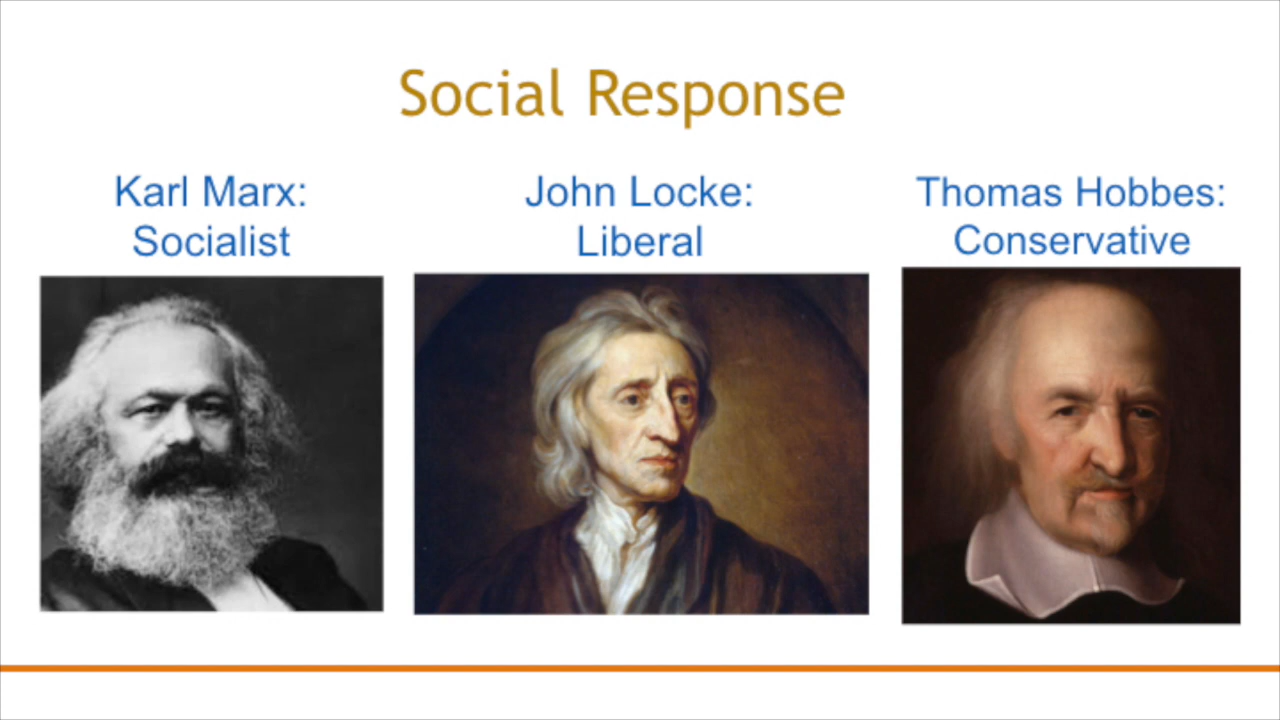 Social Response
Karl Marx:
Socialist
John Locke:
Liberal
Thomas Hobbes:
Conservative